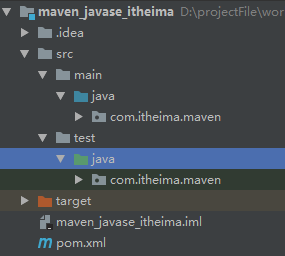 maven_javase_itheima D:\projectFile\wor
.idea
src
main
java
com.itheima.maven
test
java
com.itheima.maven
target
maven_javase_itheima.iml
pom.xml